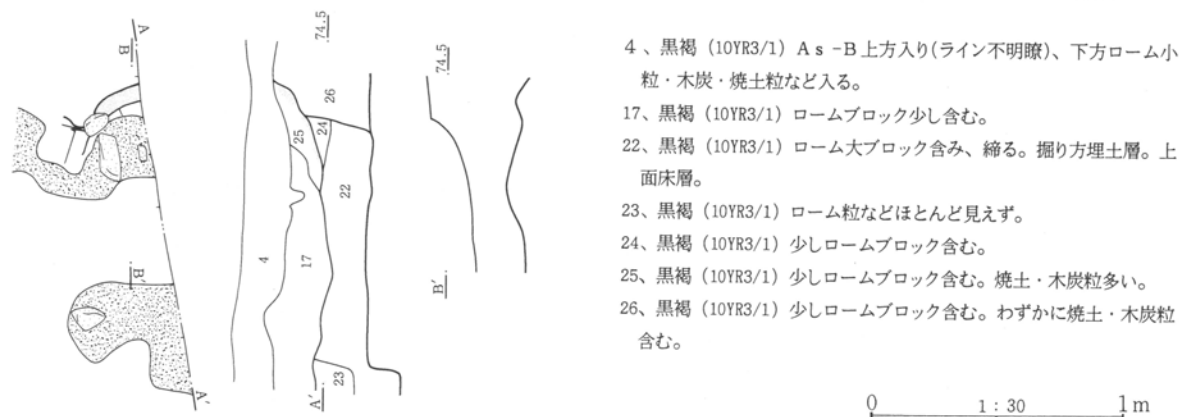 A
B
74.5
74.5
26
25
24
22
4
17
23
B'
B'
A'
A'
4、黒褐(10YR3/1)As-B上方入り(ライン不明瞭)、下方ローム小
粒・木炭・焼土粒など入る。
17、黒褐(10YR3/1)ロームブロック少し含む。
22、黒褐(10YR3/1)ローム大ブロック含み、締る。掘り方埋土層。上
面床層。
23、黒褐(10YR3/1)ローム粒などほとんど見えず。
24、黒褐(10YR3/1)少しロームブロック含む。
25、黒褐(10YR3/1)少しロームブロック含む。焼土・木炭粒多い。
26、黒褐(10YR3/1)少しロームブロック含む。わずかに焼土・木炭粒
含む。
0 1:30 1m